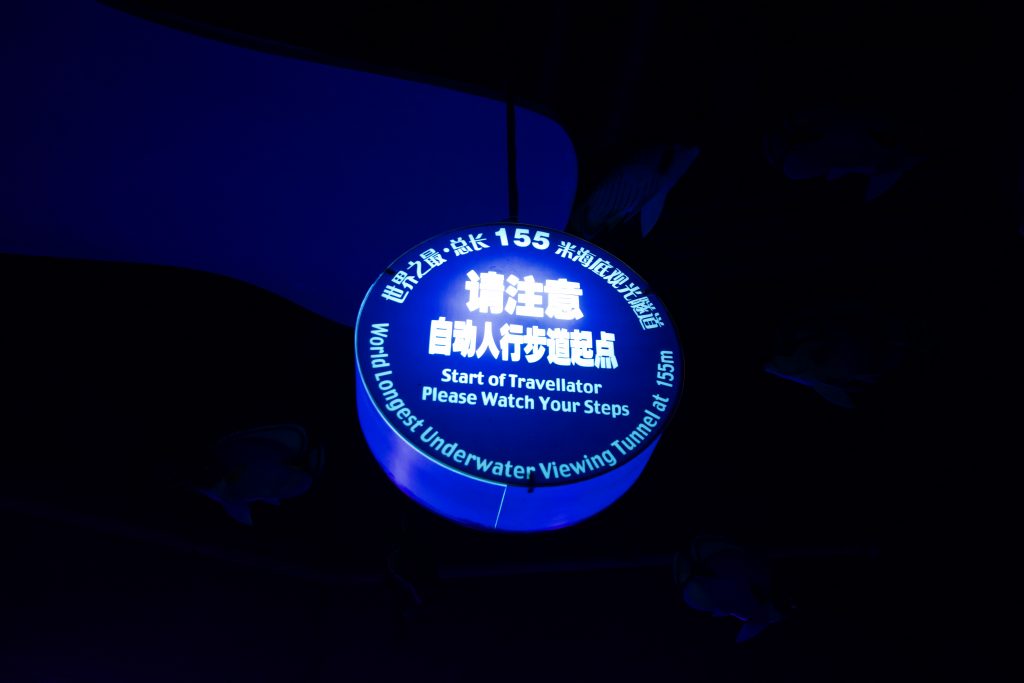 世界之最·总长 155 米海底观光隧道
请注意
自动人行步道起点
Start of Travellator
Please Watch Your Steps
World Longest Underwater Viewing Tunnel at 155m